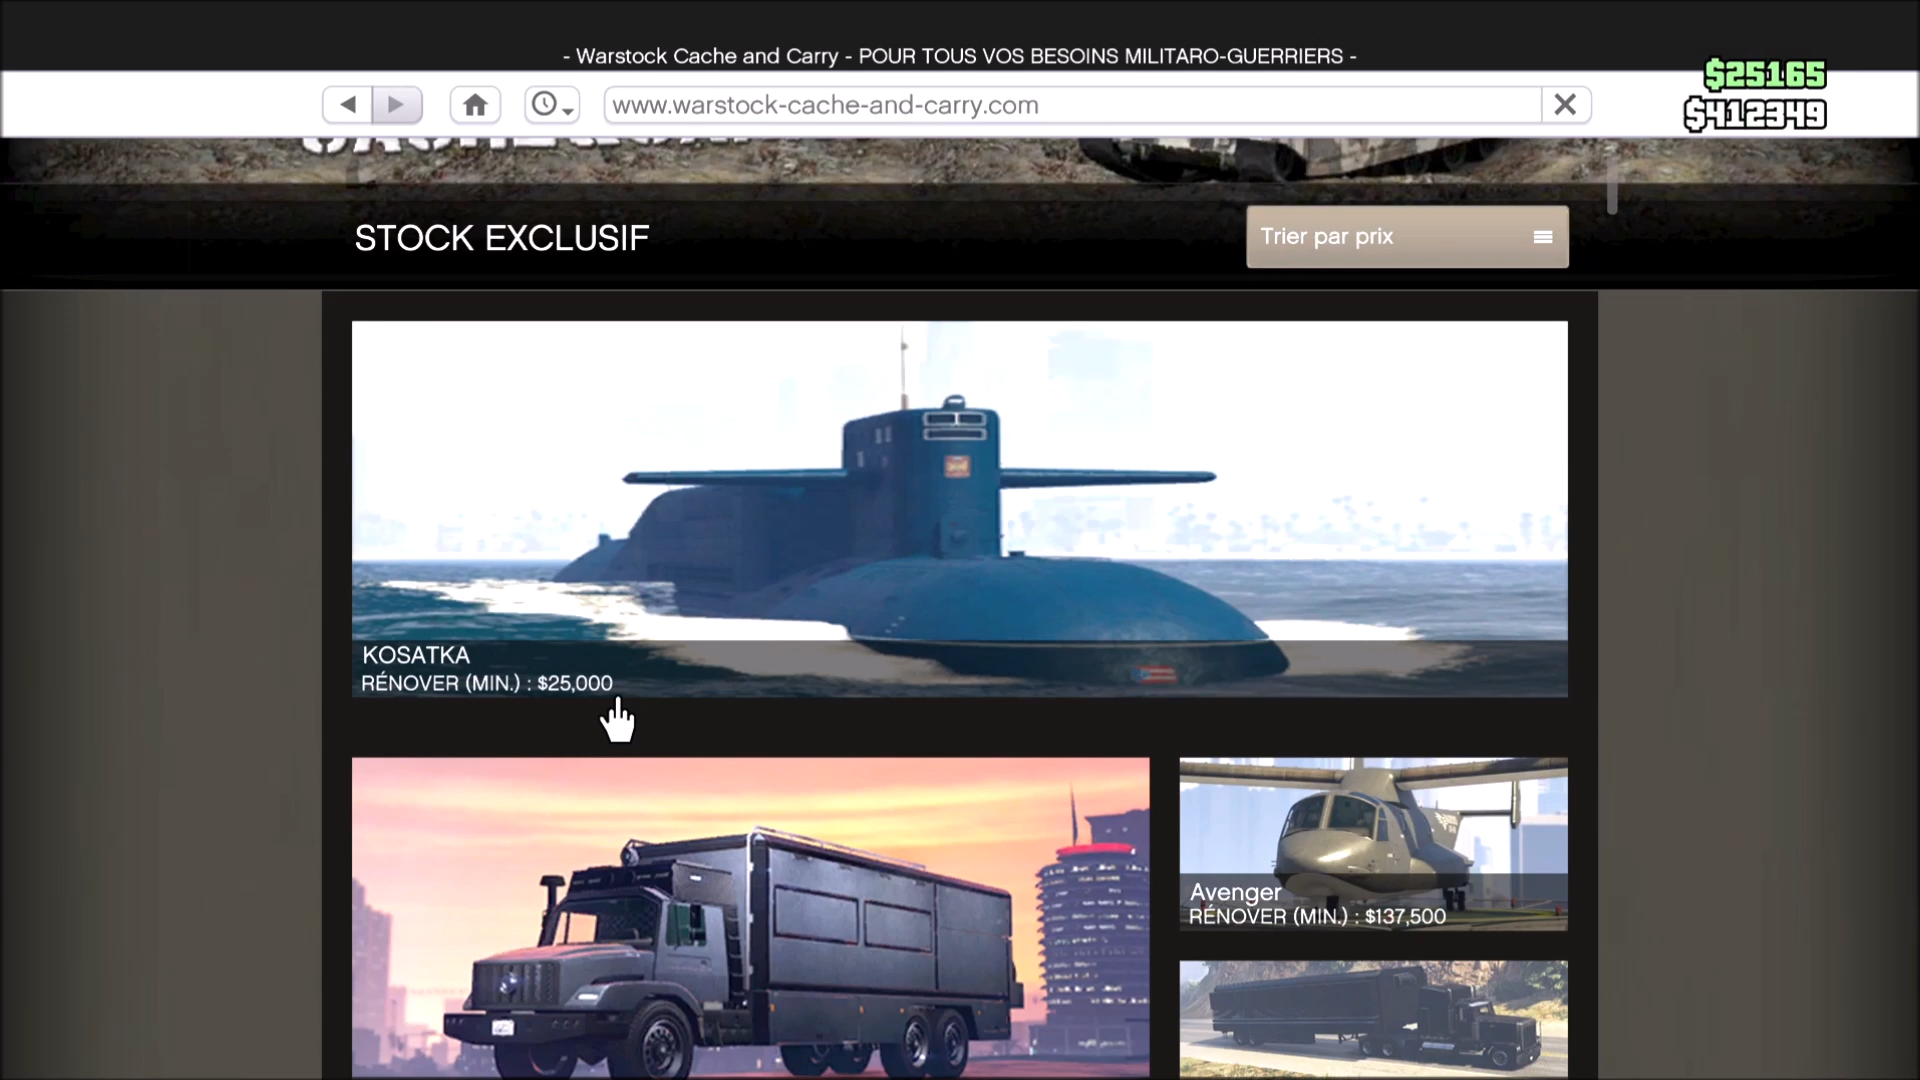 - Warstock Cache and Carry - POUR TOUS VOS BESOINS MILITARO-GUERRIERS -
$25165
www.warstock-cache-and-carry.com
$412349
STOCK EXCLUSIF
Trier par prix
KOSATKA
RÉNOVER (MIN.) : $25,000
Avenger
RÉNOVER (MIN.) : $137,500